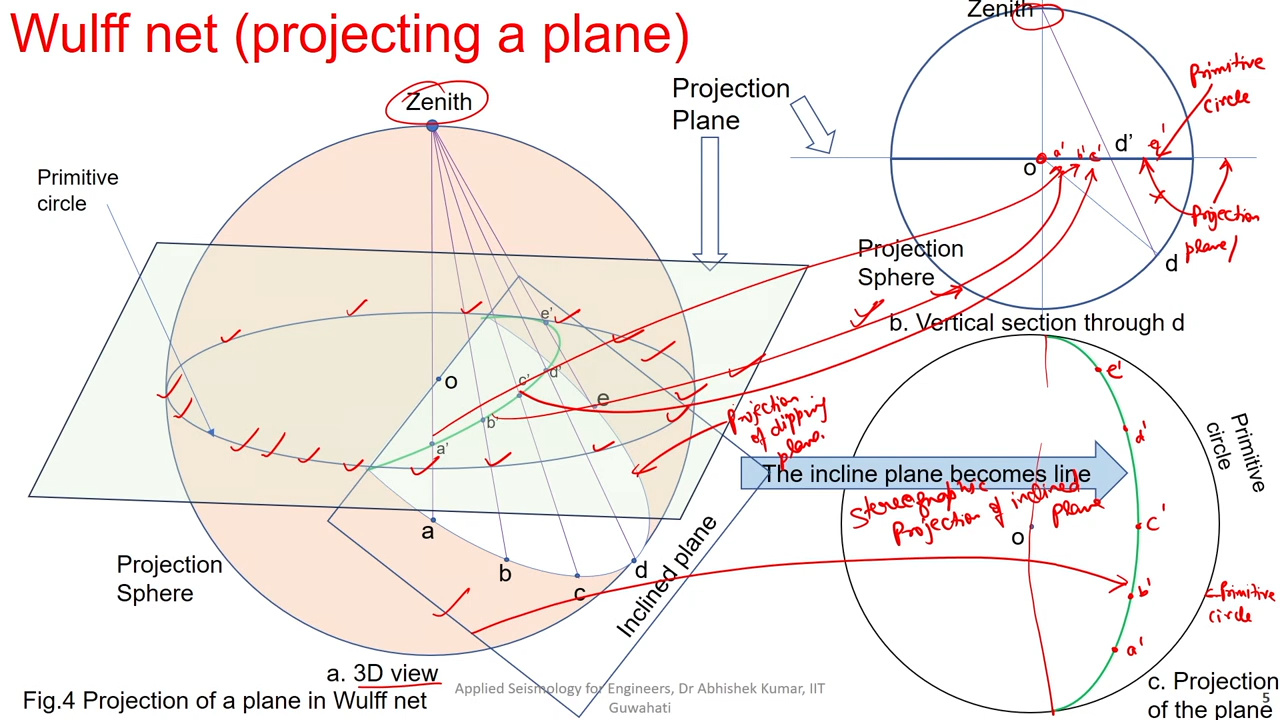 Wulff net (projecting a plane)
Zenith
Zenith
Projection
Plane
Primitive
circle
Primitive
circle
o
a'
b'
c'
d'
e'
d
Projection
plane
Projection
Sphere
b. Vertical section through d
o
a'
b'
c'
d'
e'
e
a
b
c
d
Inclined plane
Projection
of dipping
plane.
Projection
Sphere
The incline plane becomes line
Stereographic
Projection of inclined
plane
o
e'
d'
c'
b'
a'
Primitive
circle
Primitive
circle
a. 3D view
c. Projection
of the plane
Fig.4 Projection of a plane in Wulff net
Applied Seismology for Engineers, Dr Abhishek Kumar, IIT
Guwahati
5